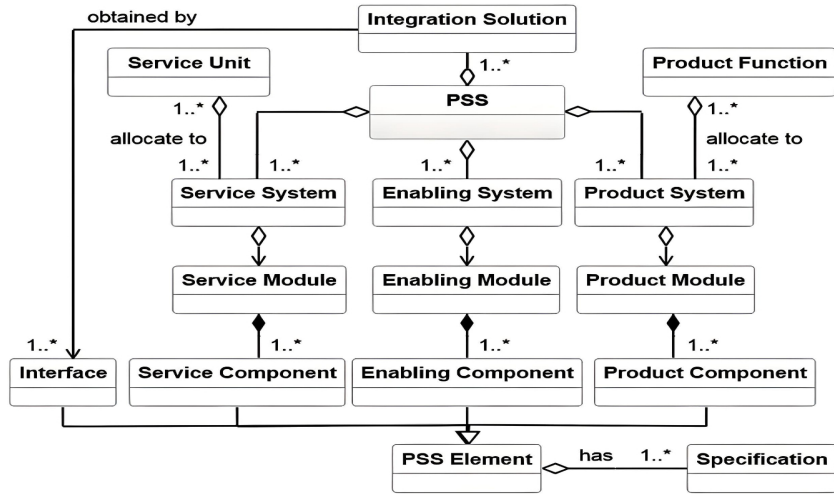 obtained by
Integration Solution
1..*
Service Unit
PSS
Product Function
1..*
1..*
allocate to
allocate to
1..*
1..*
1..*
1..*
1..*
Service System
Enabling System
Product System
Service Module
Enabling Module
Product Module
1..*
1..*
1..*
1..*
Interface
Service Component
Enabling Component
Product Component
PSS Element
has
1..*
Specification